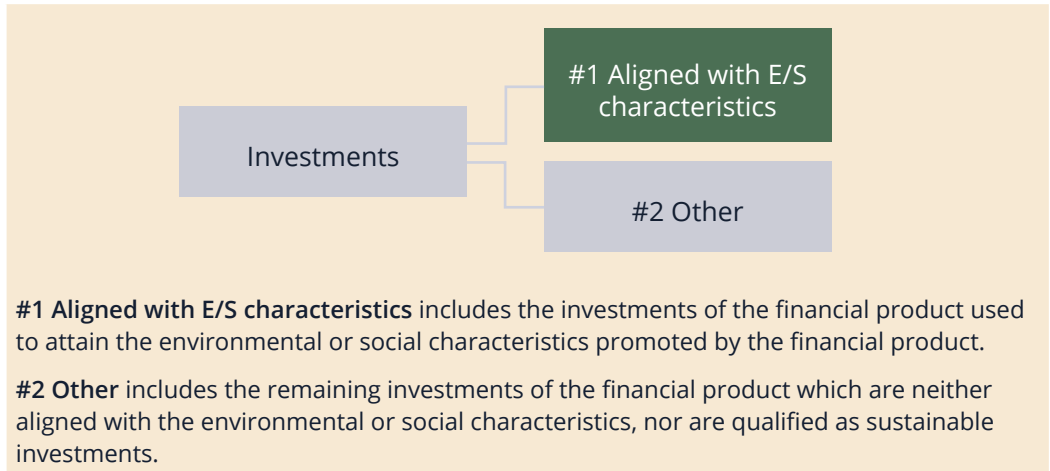 #1 Aligned with E/S
characteristics
Investments
#2 Other
#1 Aligned with E/S characteristics includes the investments of the financial product used
to attain the environmental or social characteristics promoted by the financial product.
#2 Other includes the remaining investments of the financial product which are neither
aligned with the environmental or social characteristics, nor are qualified as sustainable
investments.